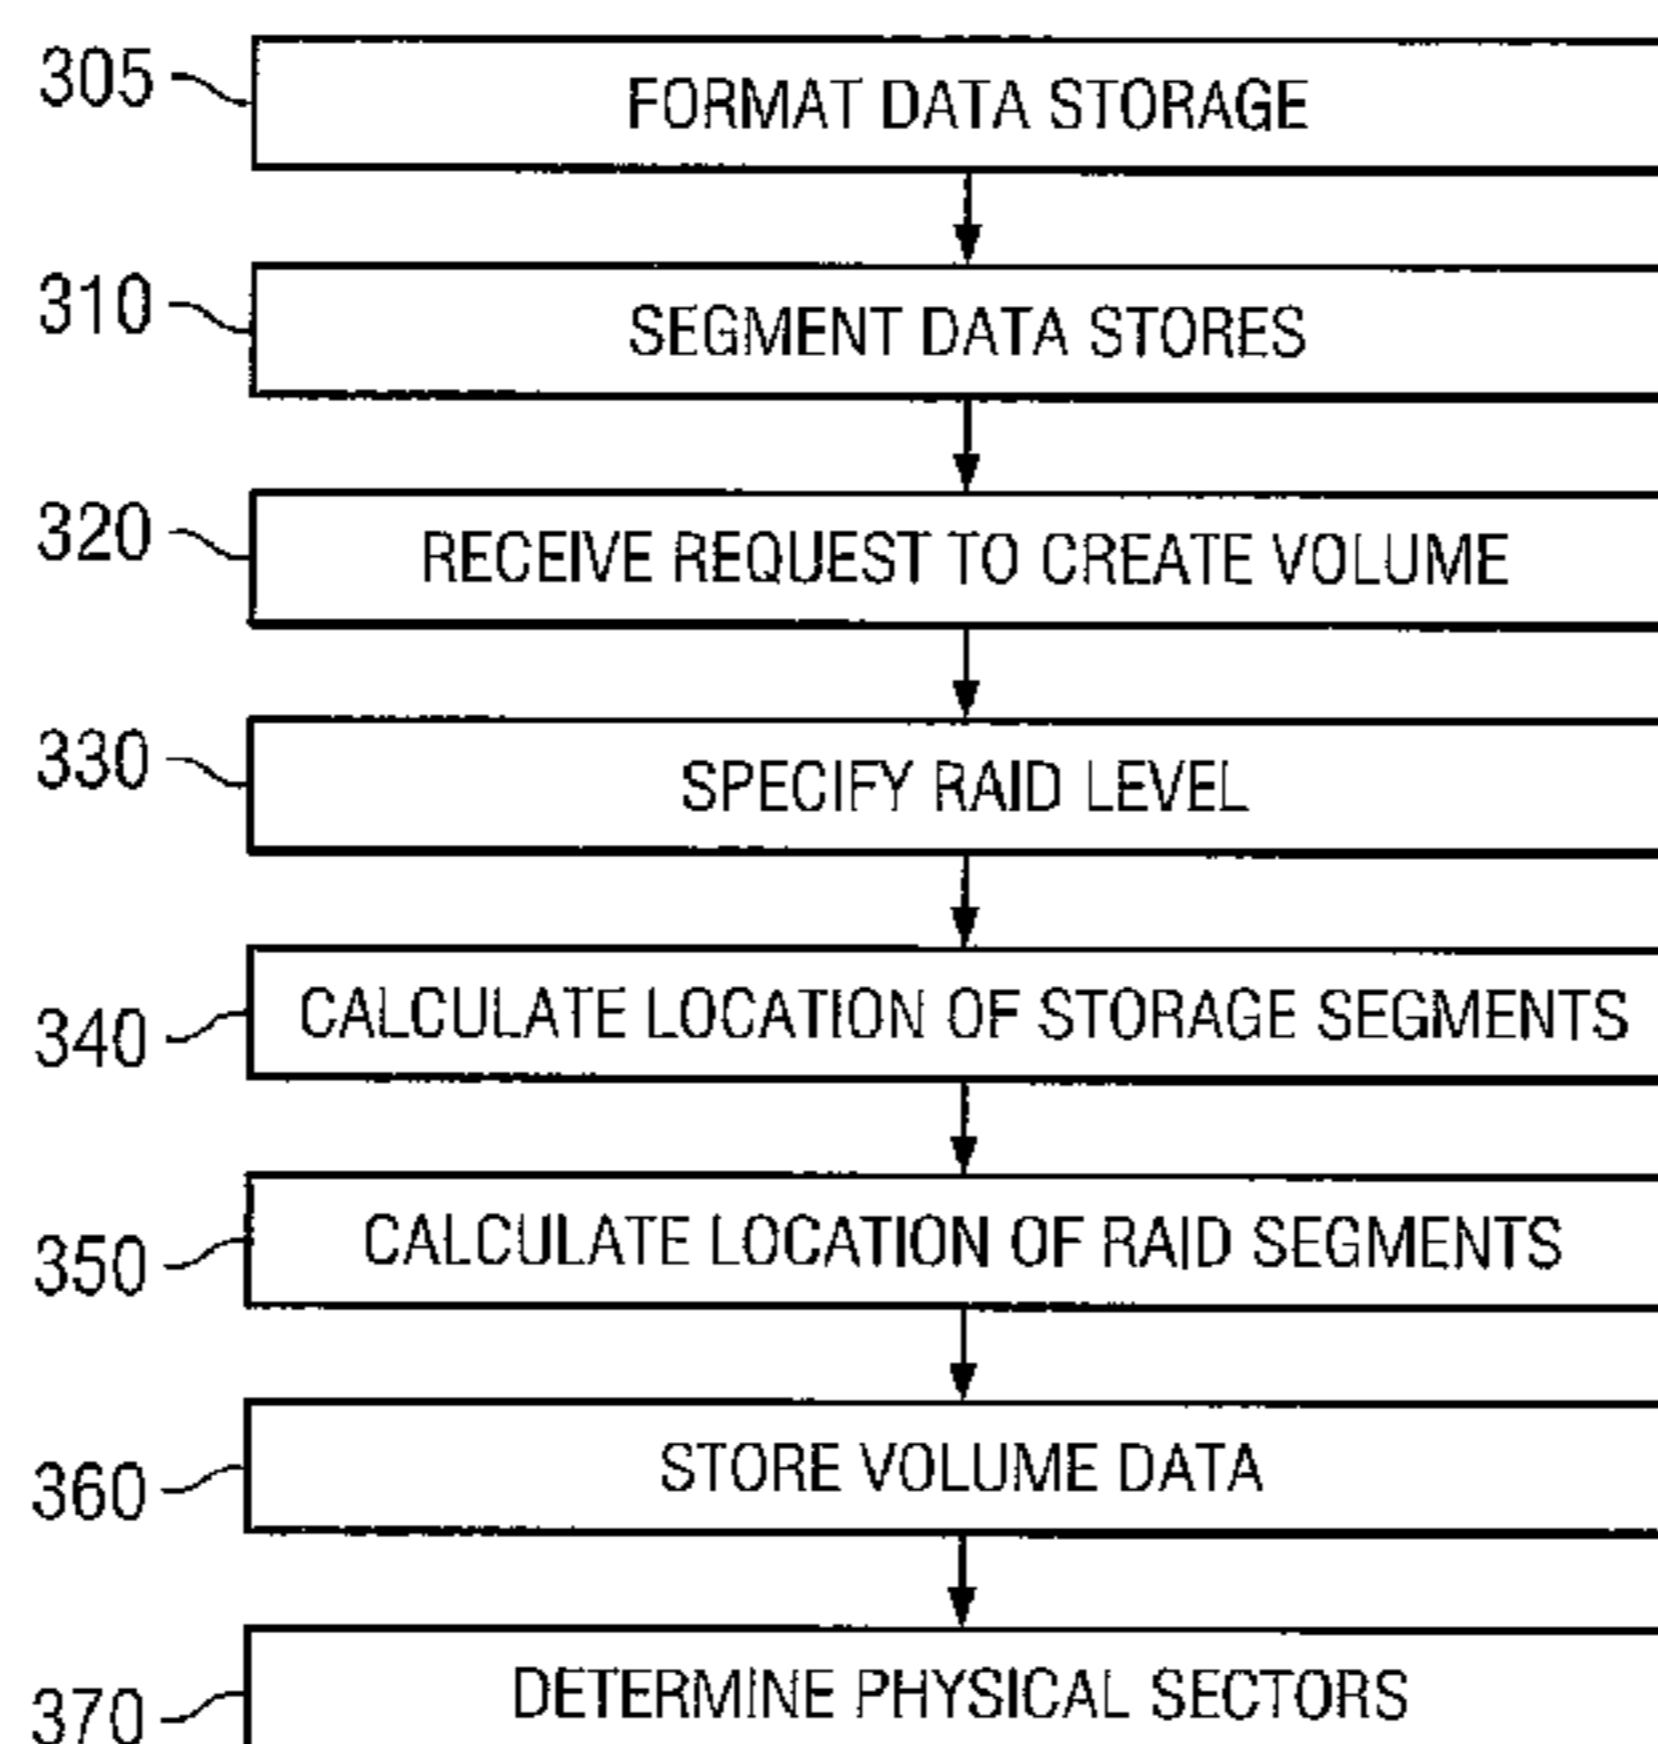 305 FORMAT DATA STORAGE
310 SEGMENT DATA STORES
320 RECEIVE REQUEST TO CREATE VOLUME
330 SPECIFY RAID LEVEL
340 CALCULATE LOCATION OF STORAGE SEGMENTS
350 CALCULATE LOCATION OF RAID SEGMENTS
360 STORE VOLUME DATA
370 DETERMINE PHYSICAL SECTORS